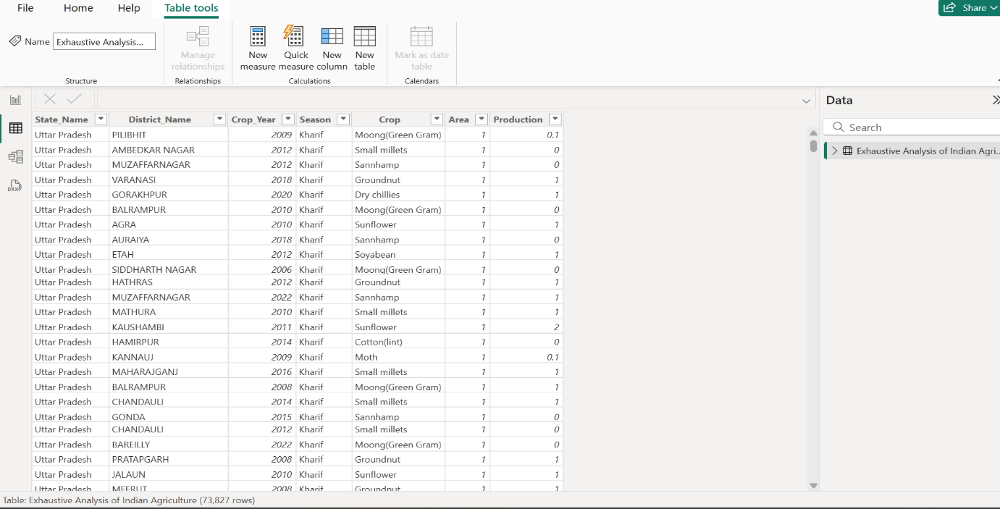 File Home Help Table tools Share
Name Exhaustive Analysis...
Manage relationships
New measure
Quick measure
New column
New table
Mark as date table
Structure Relationships Calculations Calendars
DAX
Data
Search
Exhaustive Analysis of Indian Agri...
State_Name District_Name Crop_Year Season Crop Area Production
Uttar Pradesh PILIBHIT 2009 Kharif Moong(Green Gram) 1 0.1
Uttar Pradesh AMBEDKAR NAGAR 2012 Kharif Small millets 1 0
Uttar Pradesh MUZAFFARNAGAR 2012 Kharif Sannhamp 1 0
Uttar Pradesh VARANASI 2018 Kharif Groundnut 1 1
Uttar Pradesh GORAKHPUR 2020 Kharif Dry chillies 1 1
Uttar Pradesh BALRAMPUR 2010 Kharif Moong(Green Gram) 1 0
Uttar Pradesh AGRA 2010 Kharif Sunflower 1 1
Uttar Pradesh AURAIYA 2018 Kharif Sannhamp 1 0
Uttar Pradesh ETAH 2012 Kharif Soyabean 1 1
Uttar Pradesh SIDDHARTH NAGAR 2006 Kharif Moong(Green Gram) 1 0
Uttar Pradesh HATHRAS 2012 Kharif Groundnut 1 1
Uttar Pradesh MUZAFFARNAGAR 2022 Kharif Sannhamp 1 1
Uttar Pradesh MATHURA 2010 Kharif Small millets 1 1
Uttar Pradesh KAUSHAMBI 2011 Kharif Sunflower 1 2
Uttar Pradesh HAMIRPUR 2014 Kharif Cotton(lint) 1 0
Uttar Pradesh KANNAUJ 2009 Kharif Moth 1 0.1
Uttar Pradesh MAHARAJGANJ 2016 Kharif Small millets 1 1
Uttar Pradesh BALRAMPUR 2008 Kharif Moong(Green Gram) 1 1
Uttar Pradesh CHANDAULI 2014 Kharif Small millets 1 1
Uttar Pradesh GONDA 2015 Kharif Sannhamp 1 0
Uttar Pradesh CHANDAULI 2012 Kharif Small millets 1 0
Uttar Pradesh BAREILLY 2022 Kharif Moong(Green Gram) 1 0
Uttar Pradesh PRATAPGARH 2008 Kharif Groundnut 1 1
Uttar Pradesh JALAUN 2010 Kharif Sunflower 1 1
Uttar Pradesh MEERUT 2008 Kharif Groundnut 1 1
Table: Exhaustive Analysis of Indian Agriculture (73,827 rows)